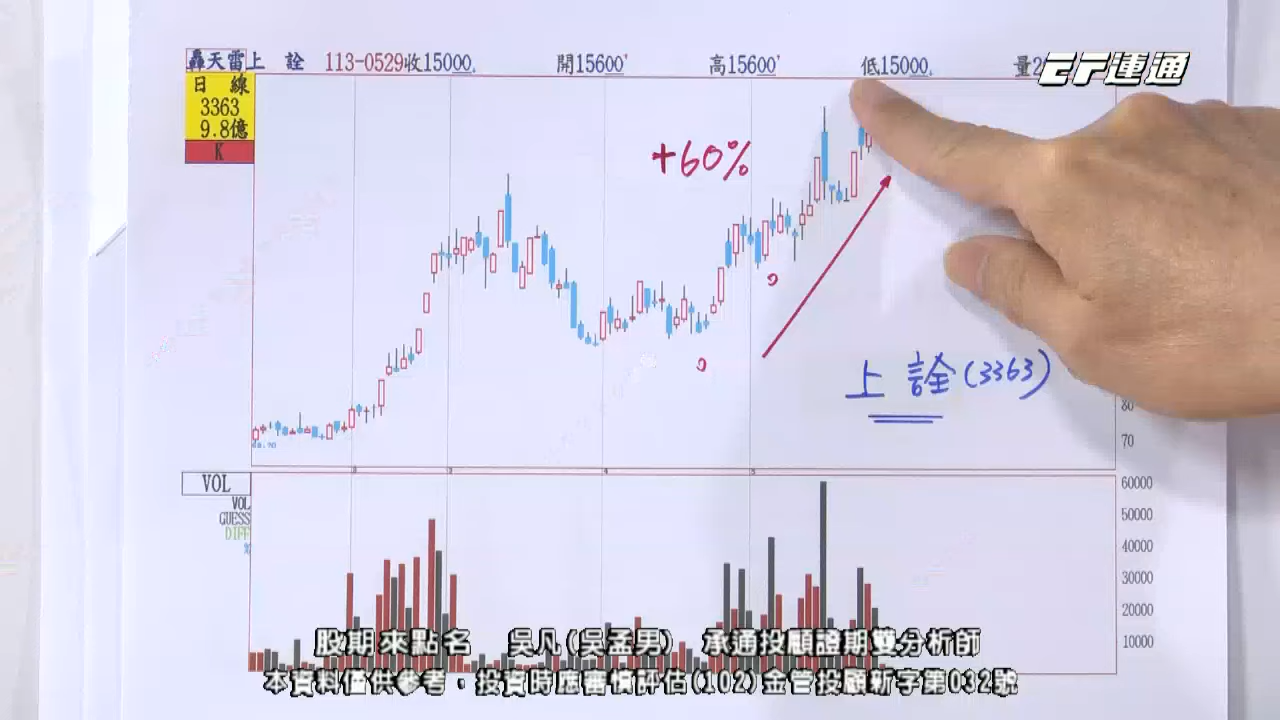 轟天雷上 詮 113-0529收15000 開15600 高15600 低15000 量2
EF運通
日 線
3363
9.8億
K
+60%
上 詮(3363)
80
70
VOL
VOL
GUESS
DIFF
%
60000
50000
40000
30000
20000
10000
股期來點名 吳凡(吳孟男) 承通投顧證期雙分析師
本資料僅供參考,投資時應審慎評估(102)金管投顧新字第032號